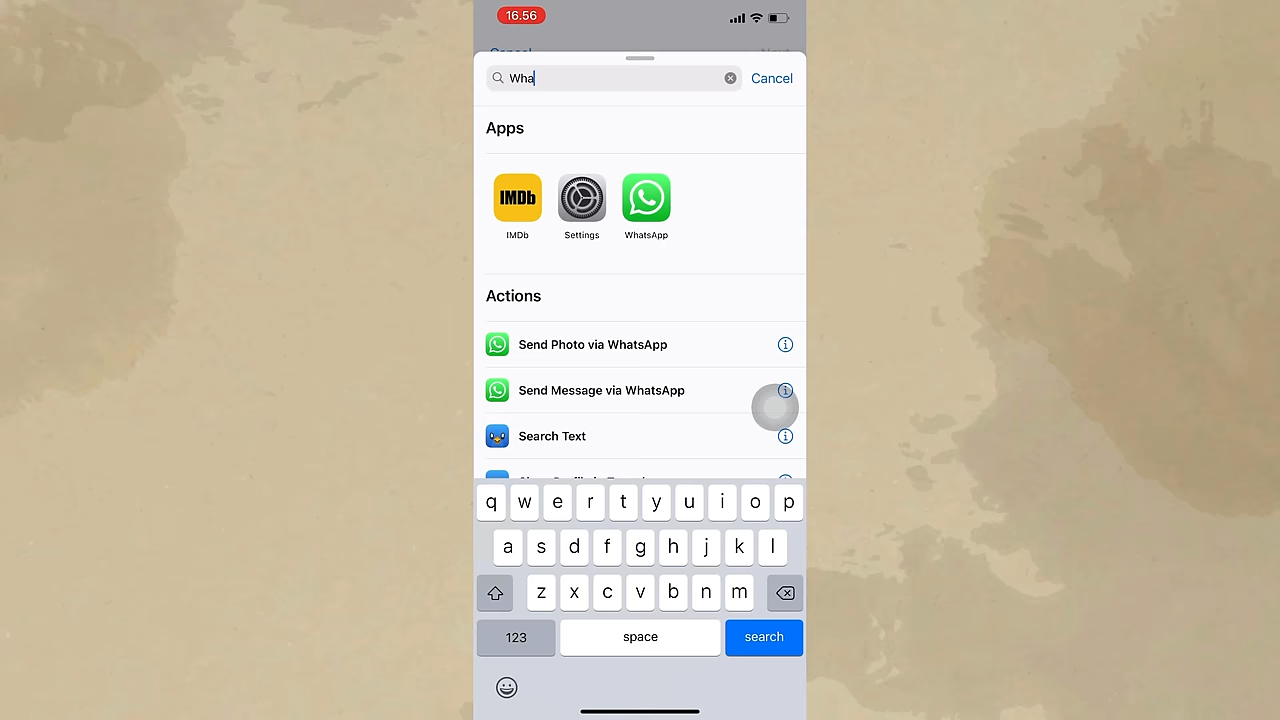 16.56
Cancel
Wha
Cancel
Apps
IMDb
IMDb
Settings
WhatsApp
Actions
Send Photo via WhatsApp
Send Message via WhatsApp
Search Text
q w e r t y u i o p
a s d f g h j k l
z x c v b n m
123 space search